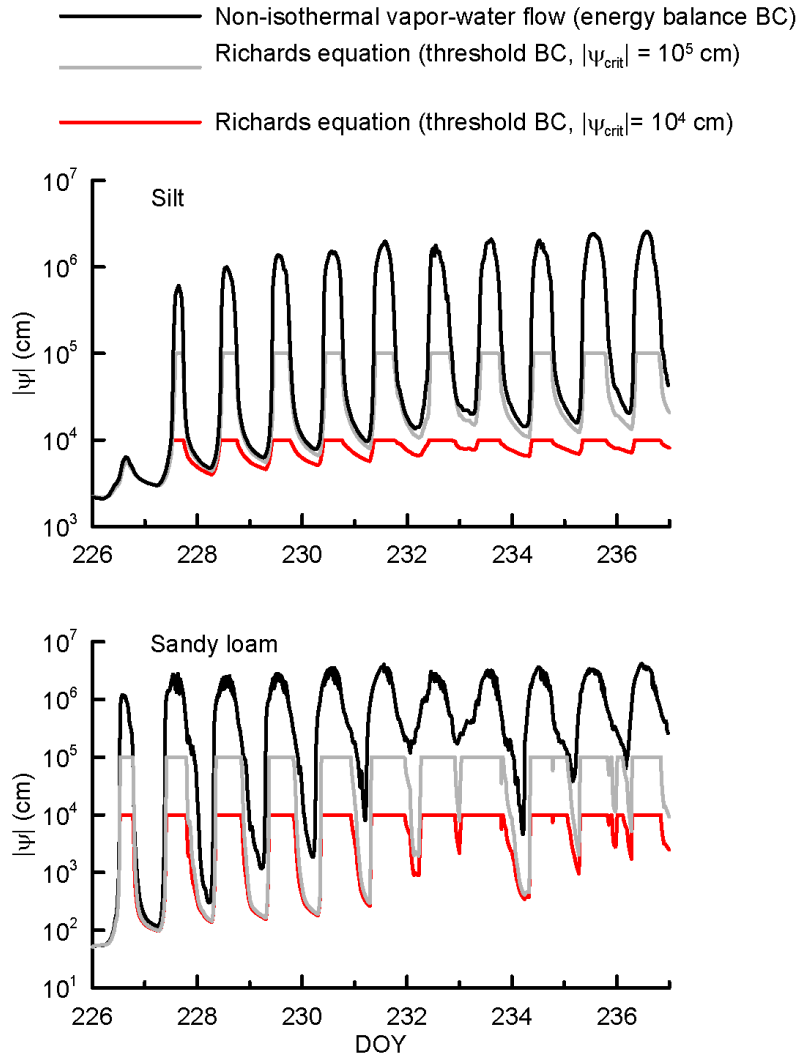 Non-isothermal vapor-water flow (energy balance BC)
Richards equation (threshold BC, |ψcrit| = 10⁵ cm)
Richards equation (threshold BC, |ψcrit|= 10⁴ cm)
10⁷
Silt
10⁶
10⁵
|ψ| (cm)
10⁴
10³
226 228 230 232 234 236
10⁷
Sandy loam
10⁶
10⁵
|ψ| (cm)
10⁴
10³
10²
10¹
226 228 230 232 234 236
DOY